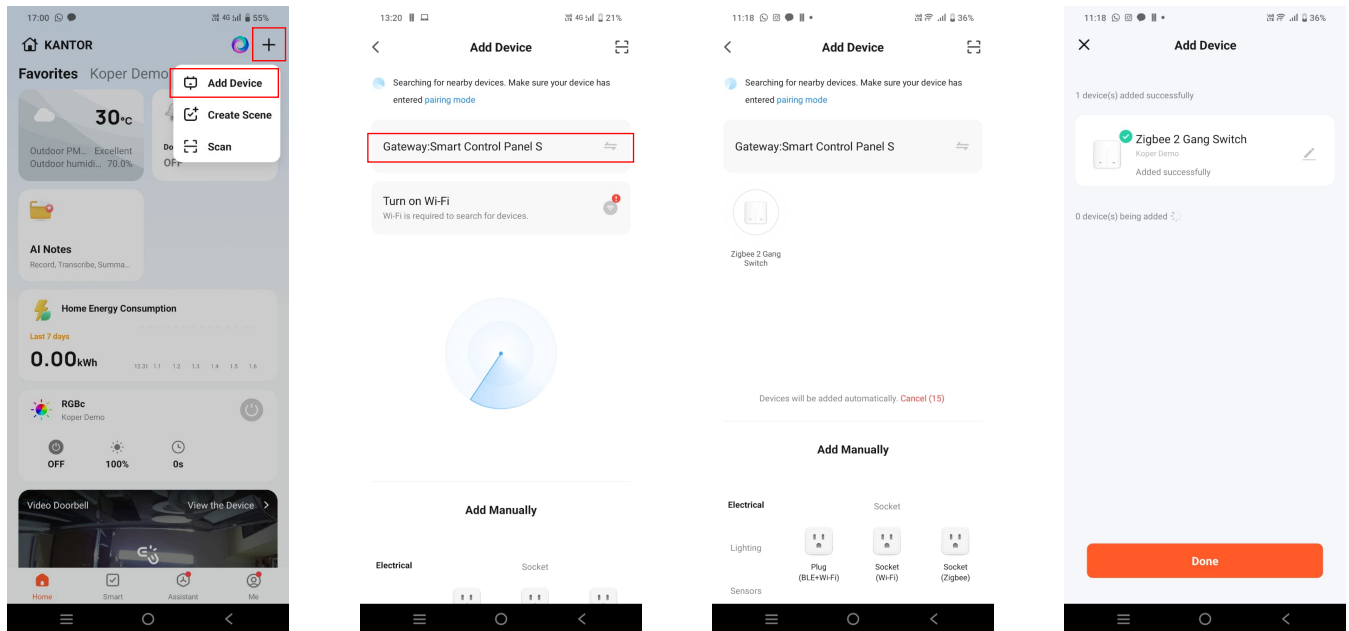 17:00
4G
55%
KANTOR
Favorites Koper Demo
Add Device
Create Scene
Scan
30°C
Outdoor PM... Excellent
Outdoor humidi... 70.0%
Do
OFF
AI Notes
Record, Transcribe, Summa...
Home Energy Consumption
Last 7 days
0.00kWh
12.31 1.1 1.2 1.3 1.4 1.5 1.6
RGBc
Koper Demo
OFF 100% 0s
Video Doorbell View the Device
Home Smart Assistant Me
13:20
4G
21%
Add Device
Searching for nearby devices. Make sure your device has
entered pairing mode
Gateway:Smart Control Panel S
Turn on Wi-Fi
Wi-Fi is required to search for devices.
Add Manually
Electrical Socket
11:18
36%
Add Device
Searching for nearby devices. Make sure your device has
entered pairing mode
Gateway:Smart Control Panel S
Zigbee 2 Gang
Switch
Devices will be added automatically. Cancel (15)
Add Manually
Electrical Socket
Lighting
Plug
(BLE+Wi-Fi)
Socket
(Wi-Fi)
Socket
(Zigbee)
Sensors
11:18
36%
Add Device
1 device(s) added successfully
Zigbee 2 Gang Switch
Koper Demo
Added successfully
0 device(s) being added
Done